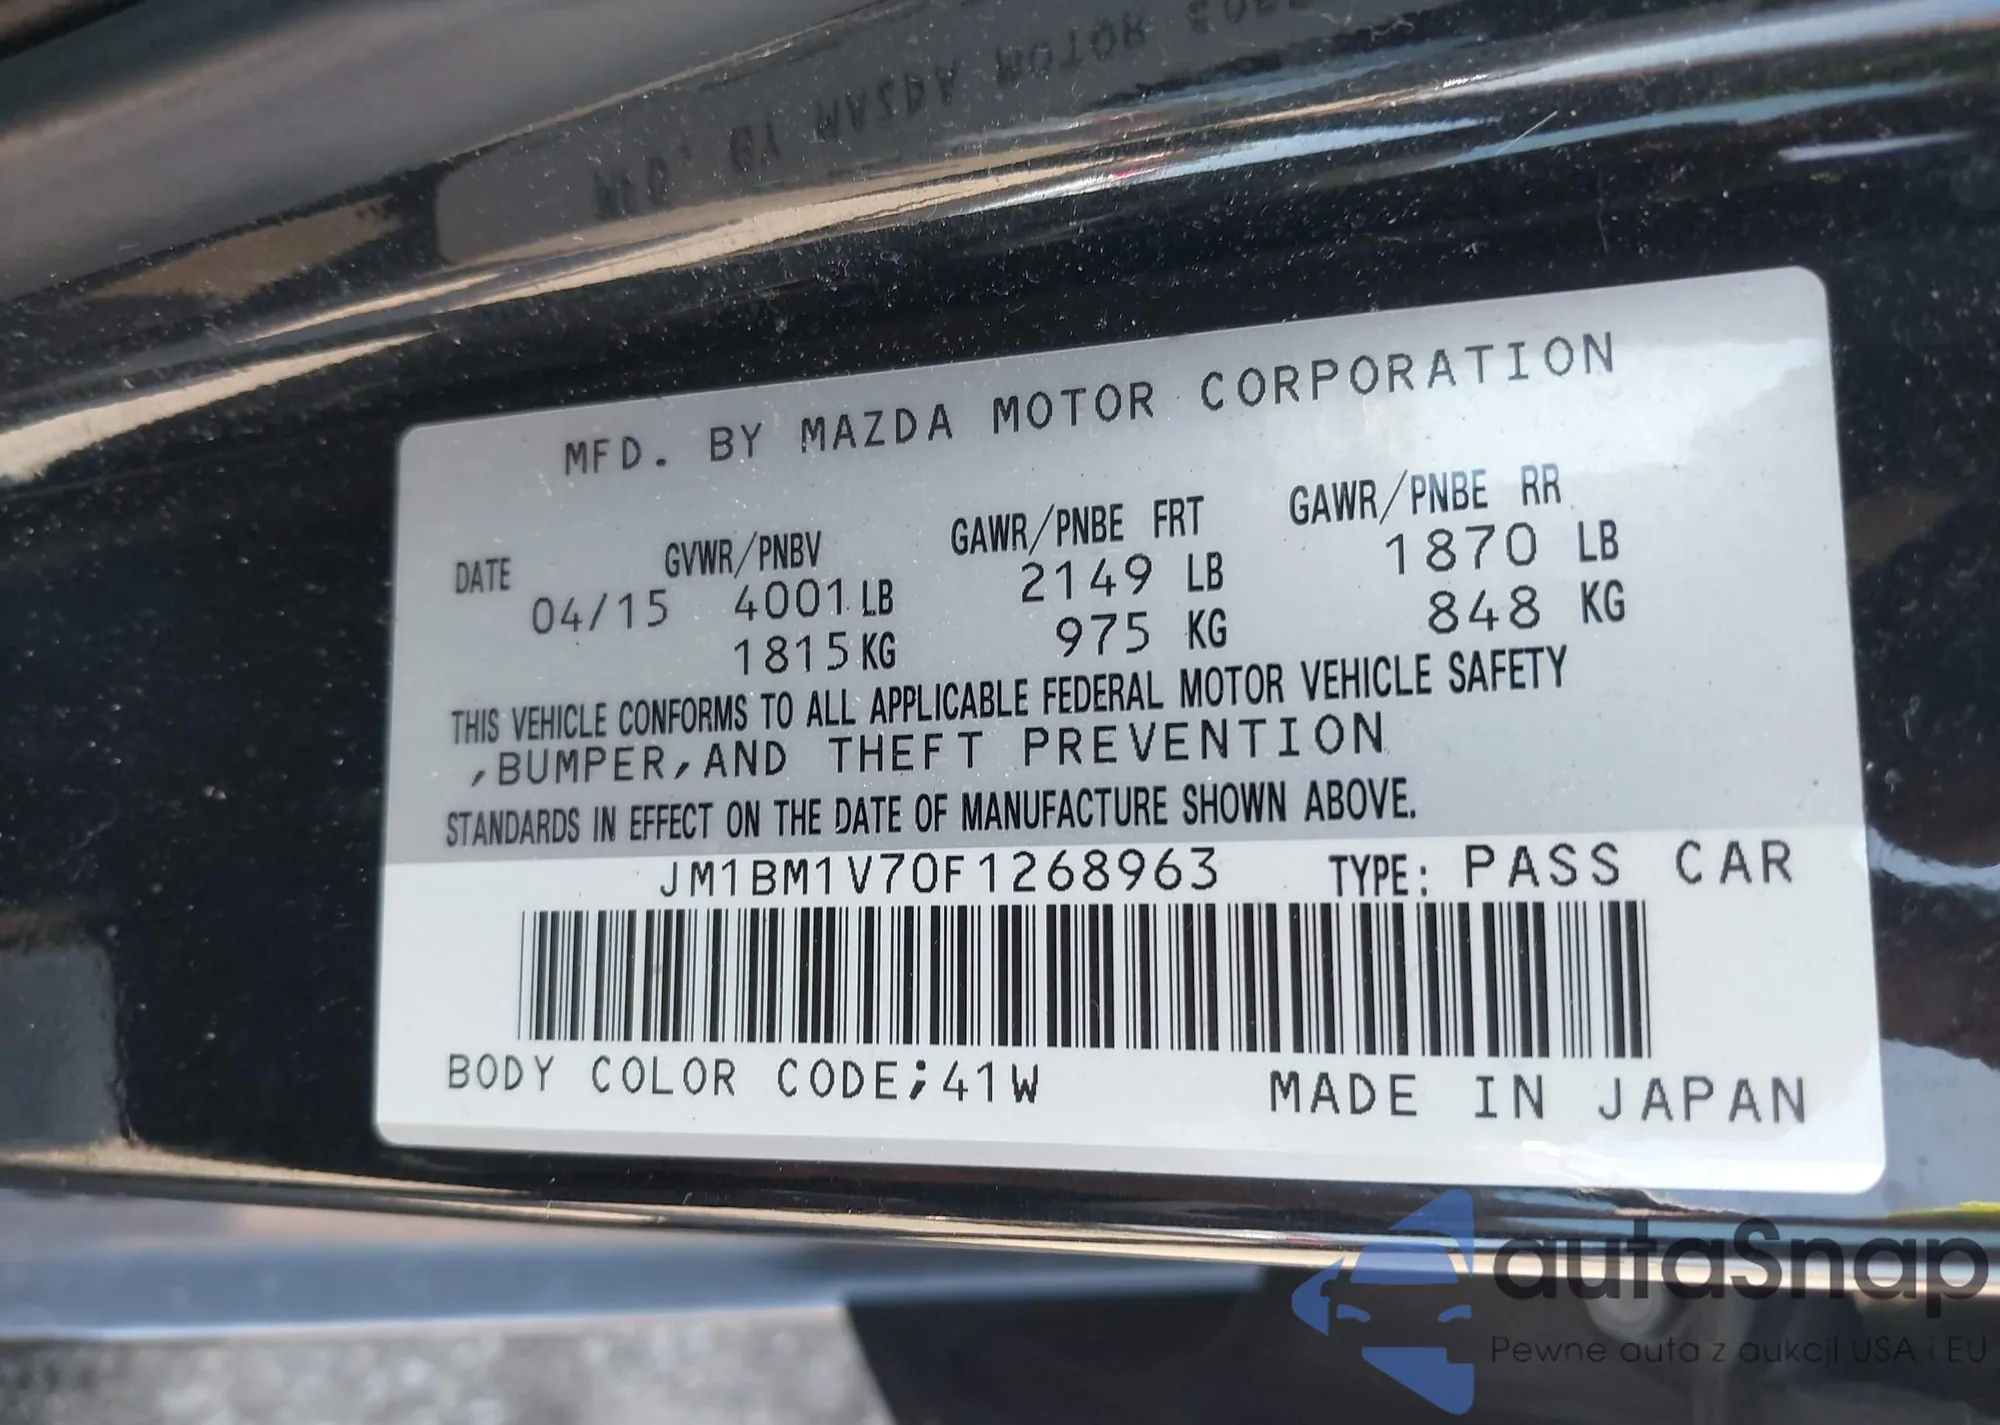 MFD. BY MAZDA MOTOR CORPORATION
DATE GVWR/PNBV GAWR/PNBE FRT GAWR/PNBE RR
04/15 4001 LB 2149 LB 1870 LB
1815 KG 975 KG 848 KG
THIS VEHICLE CONFORMS TO ALL APPLICABLE FEDERAL MOTOR VEHICLE SAFETY
,BUMPER,AND THEFT PREVENTION
STANDARDS IN EFFECT ON THE DATE OF MANUFACTURE SHOWN ABOVE.
JM1BM1V70F1268963 TYPE: PASS CAR
BODY COLOR CODE;41W MADE IN JAPAN
autaSnap
Pewne auta z aukcji USA i EU